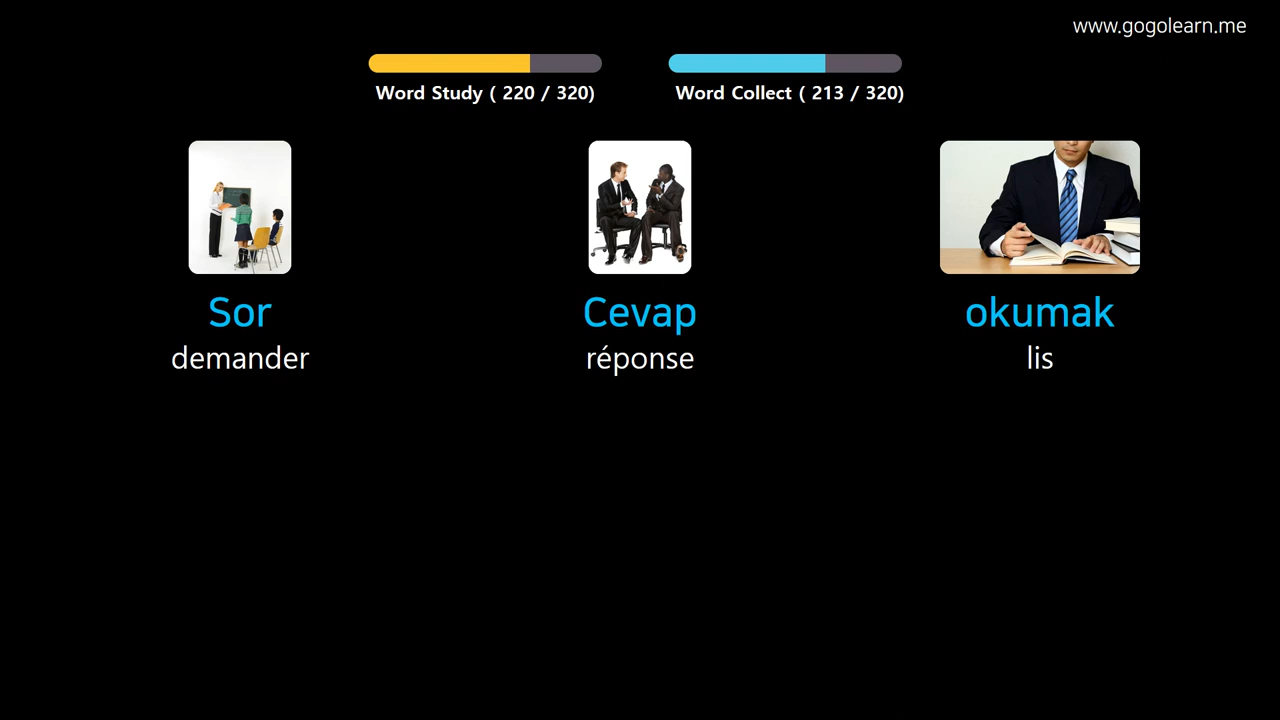 www.gogolearn.me
Word Study ( 220 / 320)
Word Collect ( 213 / 320)
Sor
demander
Cevap
réponse
okumak
lis